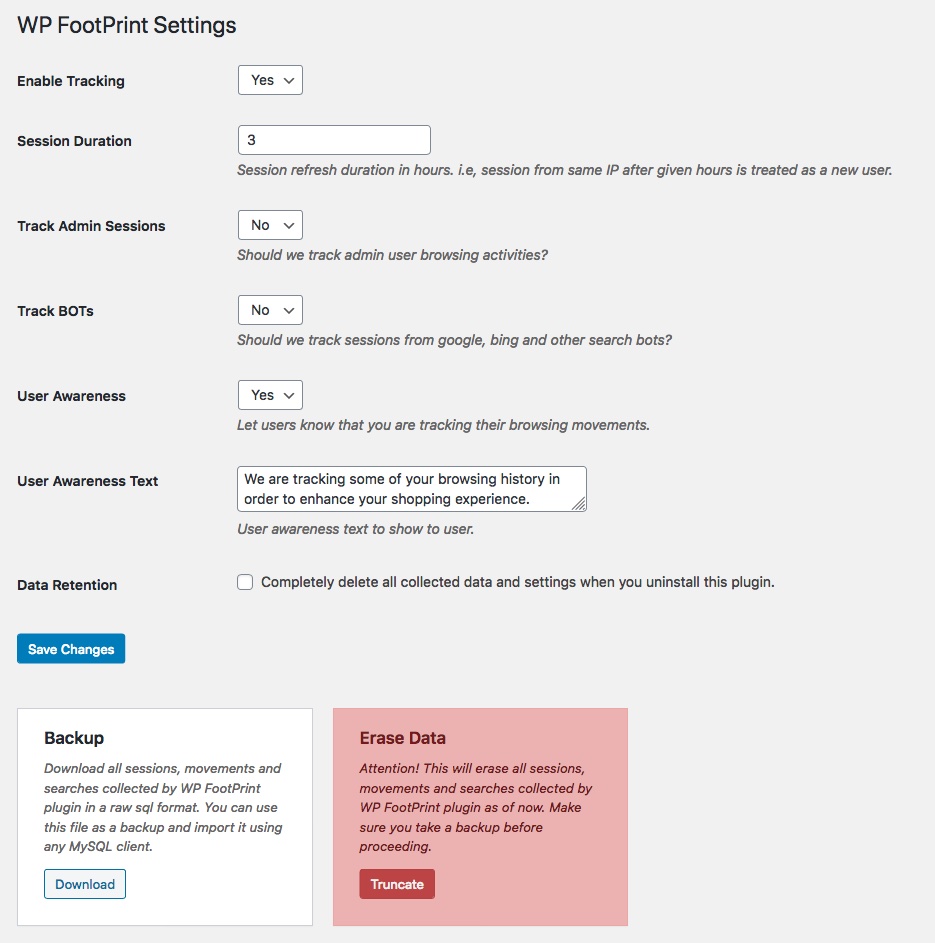 WP FootPrint Settings
Enable Tracking
Yes
Session Duration
3
Session refresh duration in hours. i.e, session from same IP after given hours is treated as a new user.
Track Admin Sessions
No
Should we track admin user browsing activities?
Track BOTs
No
Should we track sessions from google, bing and other search bots?
User Awareness
Yes
Let users know that you are tracking their browsing movements.
User Awareness Text
We are tracking some of your browsing history in
order to enhance your shopping experience.
User awareness text to show to user.
Data Retention
Completely delete all collected data and settings when you uninstall this plugin.
Save Changes
Backup
Download all sessions, movements and
searches collected by WP FootPrint
plugin in a raw sql format. You can use
this file as a backup and import it using
any MySQL client.
Download
Erase Data
Attention! This will erase all sessions,
movements and searches collected by
WP FootPrint plugin as of now. Make
sure you take a backup before
proceeding.
Truncate